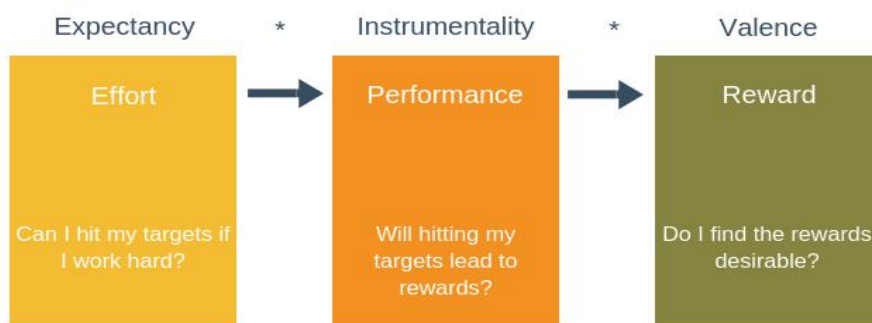 Expectancy * Instrumentality * Valence
Effort
Performance
Reward
Can I hit my targets if
I work hard?
Will hitting my
targets lead to
rewards?
Do I find the rewards
desirable?